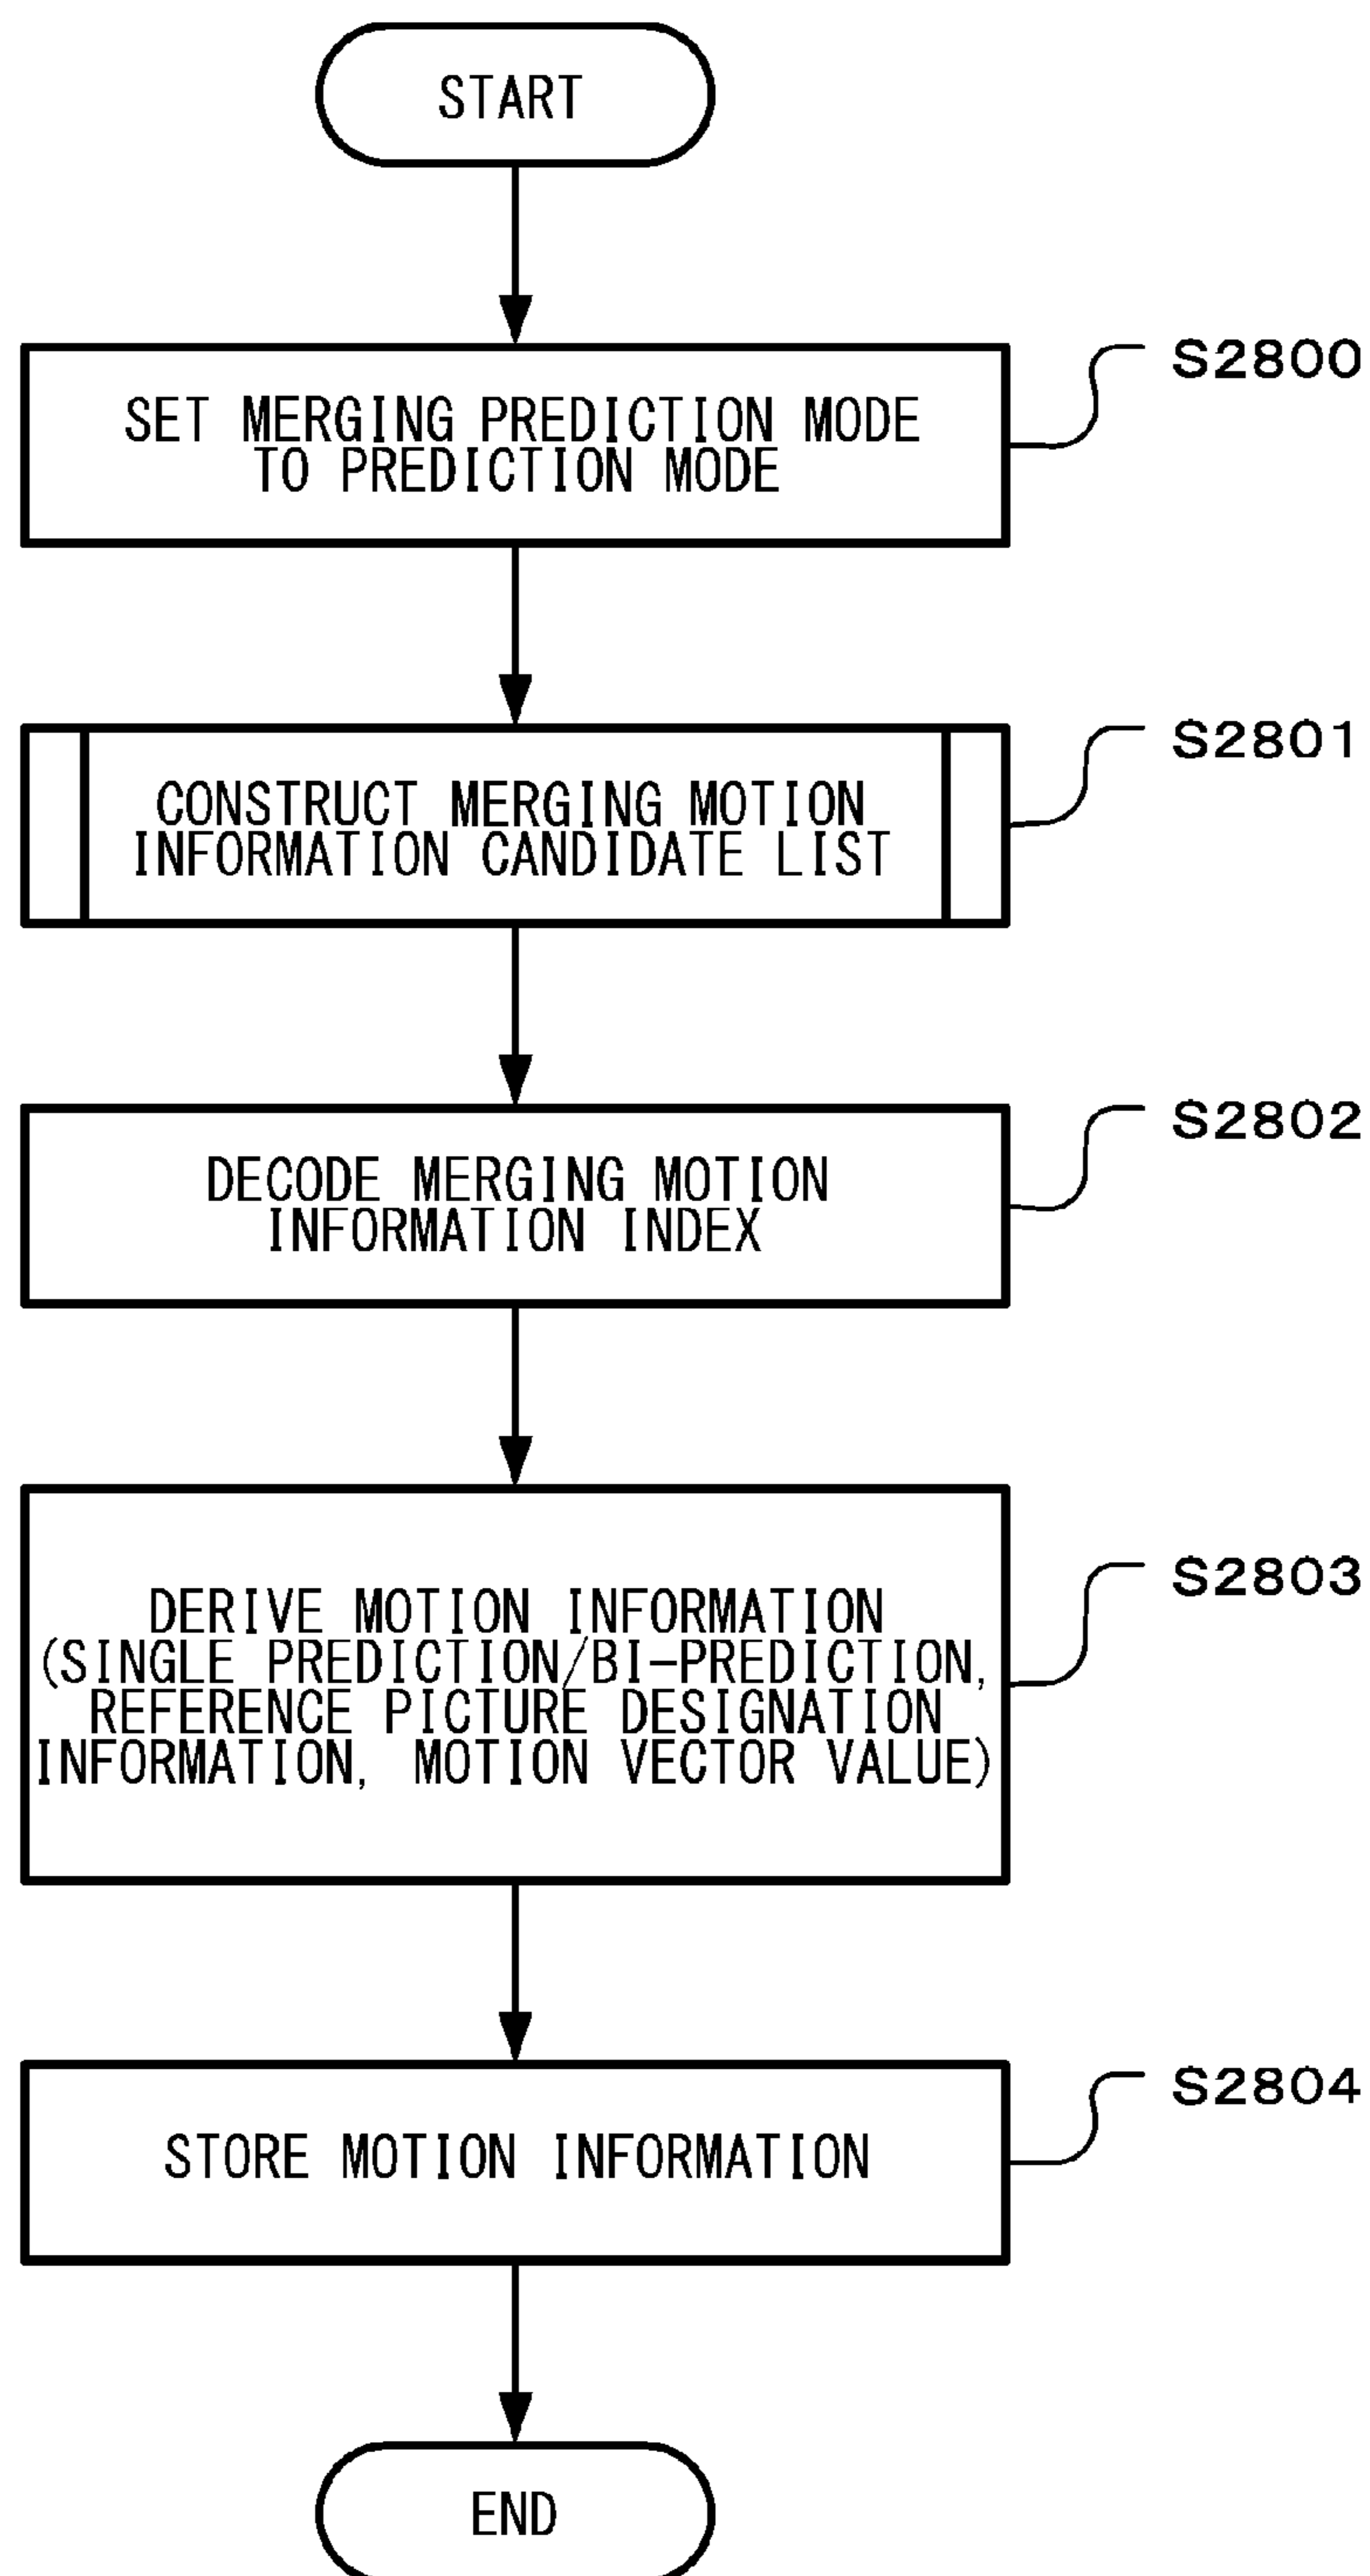 START
SET MERGING PREDICTION MODE
TO PREDICTION MODE
S2800
CONSTRUCT MERGING MOTION
INFORMATION CANDIDATE LIST
S2801
DECODE MERGING MOTION
INFORMATION INDEX
S2802
DERIVE MOTION INFORMATION
(SINGLE PREDICTION/BI-PREDICTION,
REFERENCE PICTURE DESIGNATION
INFORMATION, MOTION VECTOR VALUE)
S2803
STORE MOTION INFORMATION
S2804
END